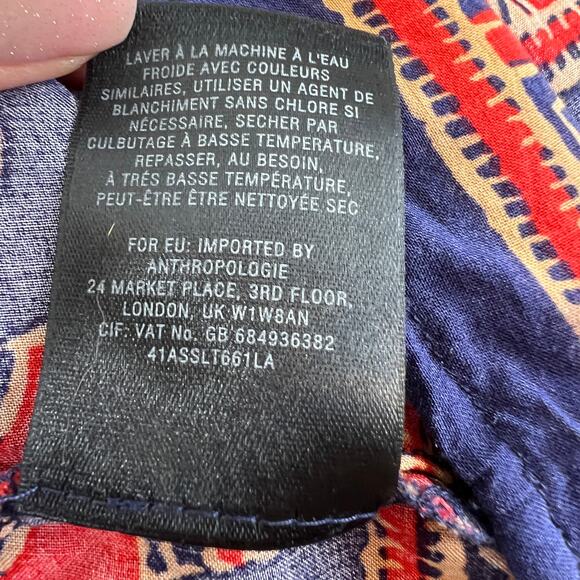 LAVER À LA MACHINE À L'EAU
FROIDE AVEC COULEURS
SIMILAIRES, UTILISER UN AGENT DE
BLANCHIMENT SANS CHLORE SI
NÉCESSAIRE, SECHER PAR
CULBUTAGE À BASSE TEMPERATURE,
REPASSER, AU BESOIN,
À TRÉS BASSE TEMPÉRATURE,
PEUT-ÊTRE ÊTRE NETTOYÉE SEC
FOR EU: IMPORTED BY
ANTHROPOLOGIE
24 MARKET PLACE, 3RD FLOOR,
LONDON, UK W1W8AN
CIF: VAT No. GB 684936382
41ASSLT661LA